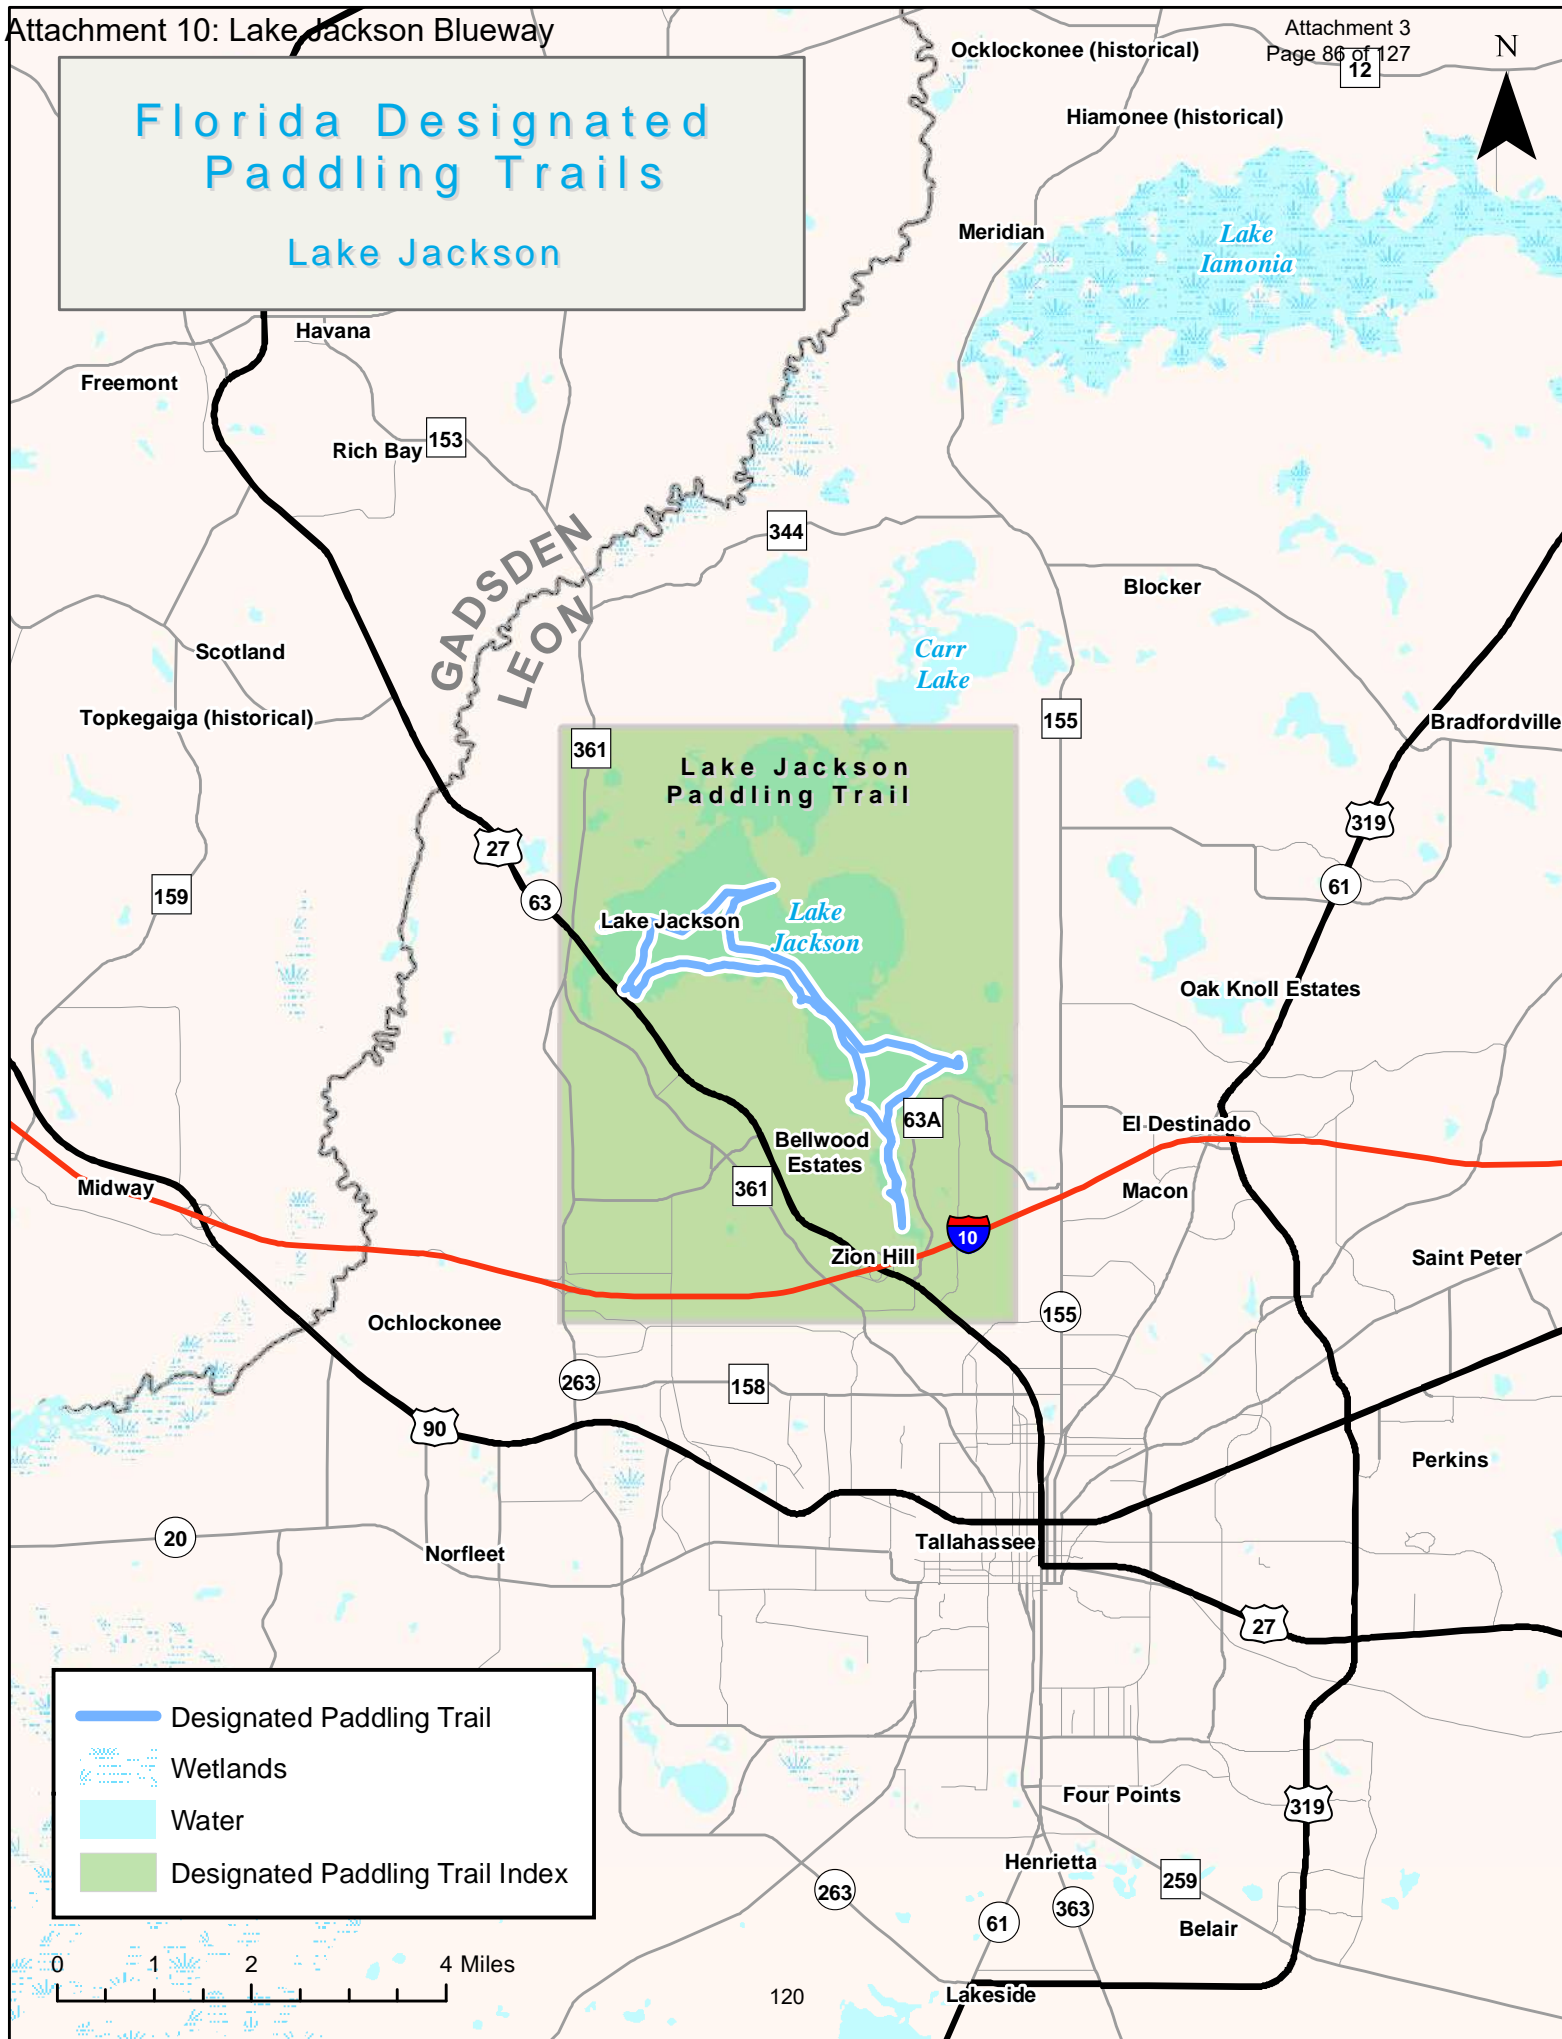 Attachment 10: Lake Jackson Blueway
Attachment 3
Page 86 of 127
N
Florida Designated
Paddling Trails
Lake Jackson
Ocklockonee (historical)
12
Hiamonee (historical)
Meridian
Lake
Iamonia
Havana
Freemont
Rich Bay
153
344
GADSDEN
LEON
Blocker
Scotland
Carr
Lake
Topkegaiga (historical)
155
Bradfordville
361
Lake Jackson
Paddling Trail
319
27
61
159
63
Lake Jackson
Lake
Jackson
Oak Knoll Estates
63A
El Destinado
Bellwood
Estates
Midway
361
Macon
10
Zion Hill
Saint Peter
Ochlockonee
155
263
158
90
Perkins
20
Norfleet
Tallahassee
27
Designated Paddling Trail
Wetlands
Water
Designated Paddling Trail Index
Four Points
319
Henrietta
259
263
363
61
Belair
0 1 2 4 Miles
120
Lakeside